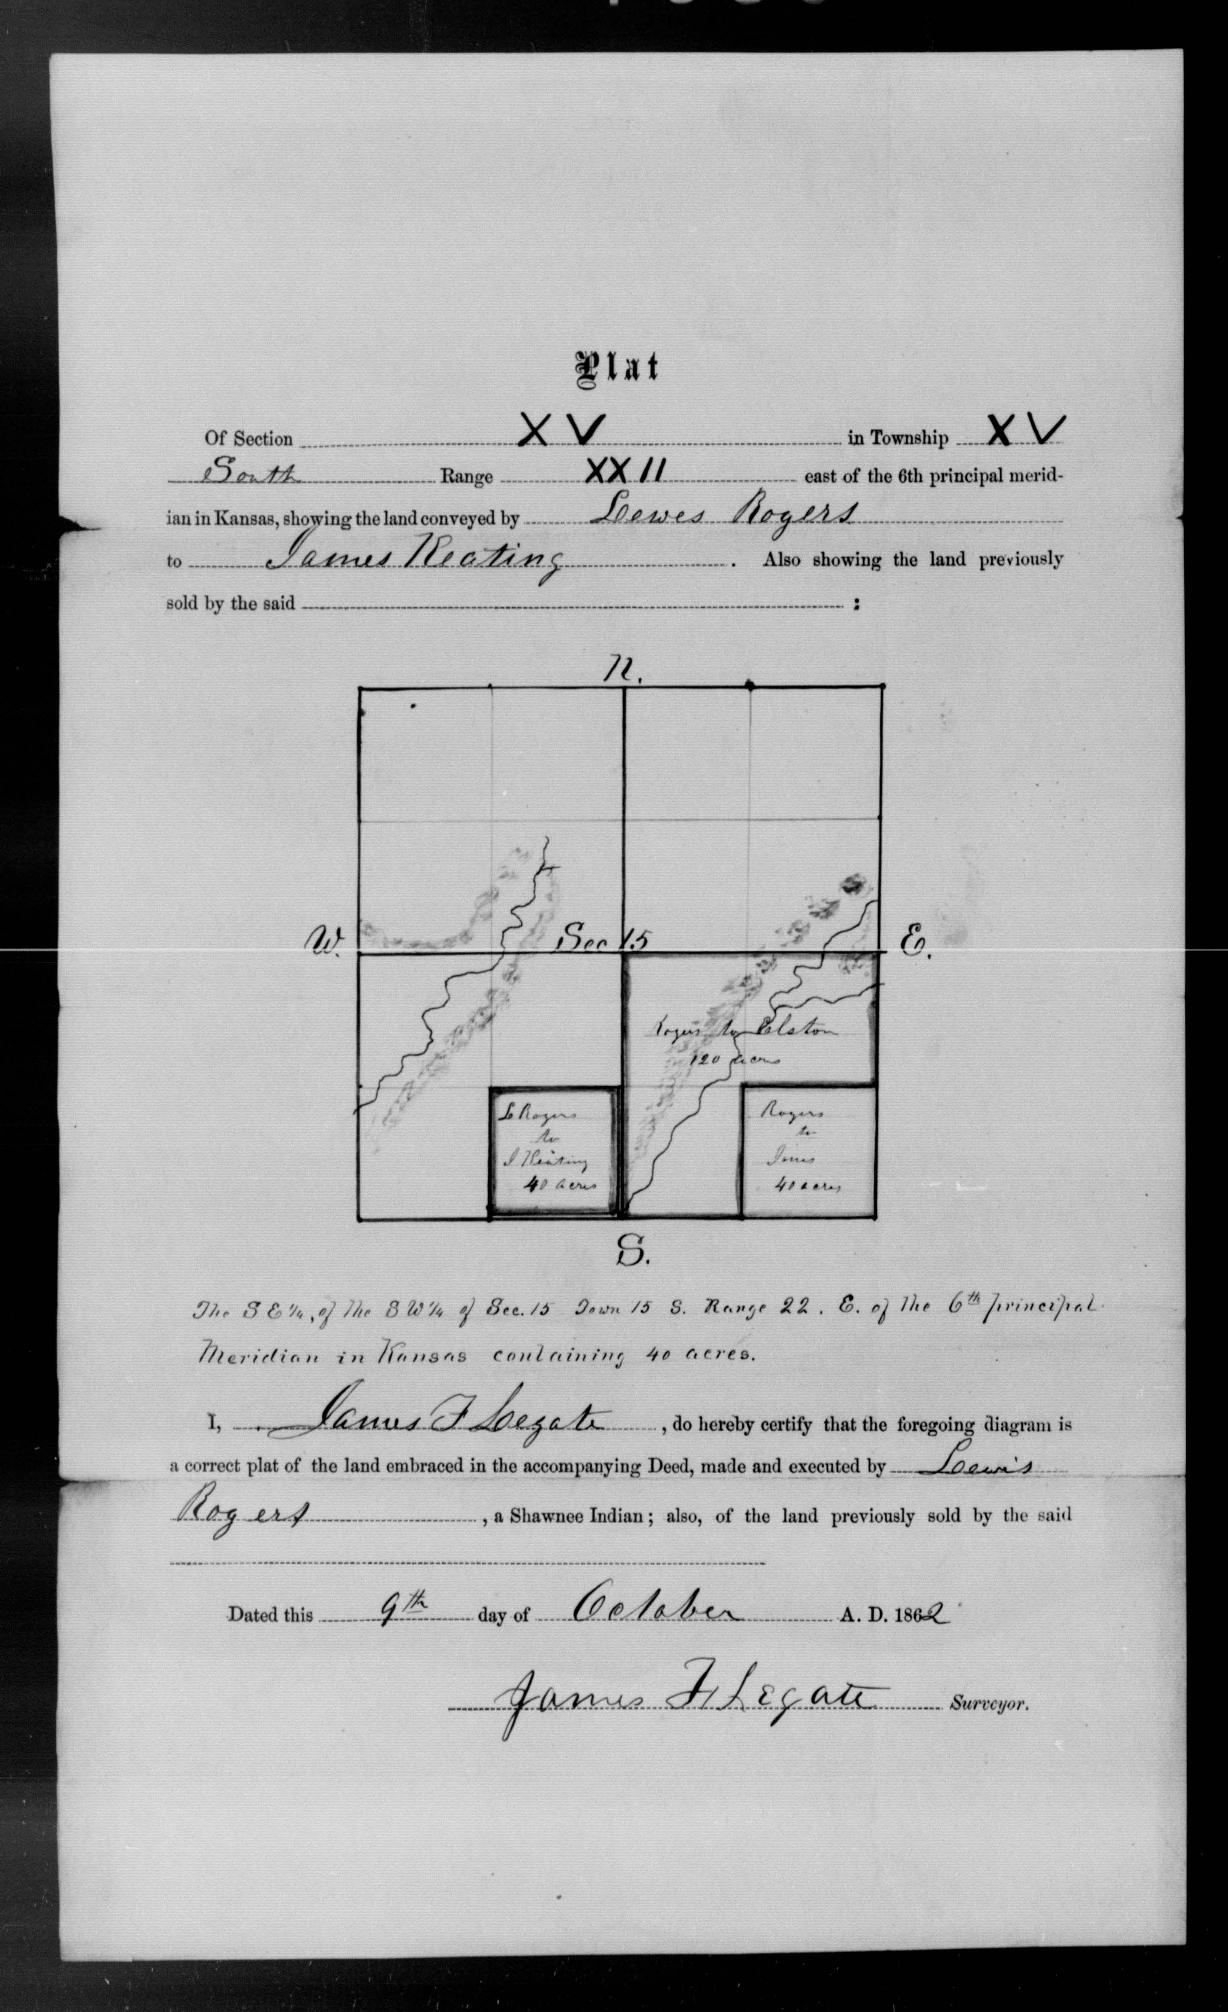 Plat
Of Section XV in Township XV
South Range XXII east of the 6th principal merid-
ian in Kansas, showing the land conveyed by Lewes Rogers
to James Keating. Also showing the land previously
sold by the said :
N.
W. Sec 15 E.
Rogers to Elston
120 acres
L Rogers
to
J Keating
40 acres
Rogers
to
Jones
40 acres
S.
The S E 1/4, of the S W 1/4 of Sec. 15 Town 15 S. Range 22. E. of the 6th principal
Meridian in Kansas containing 40 acres.
I, James F Legate, do hereby certify that the foregoing diagram is
a correct plat of the land embraced in the accompanying Deed, made and executed by Lewis
Rogers, a Shawnee Indian; also, of the land previously sold by the said
Dated this 9th day of October A. D. 1862
James F Legate Surveyor.